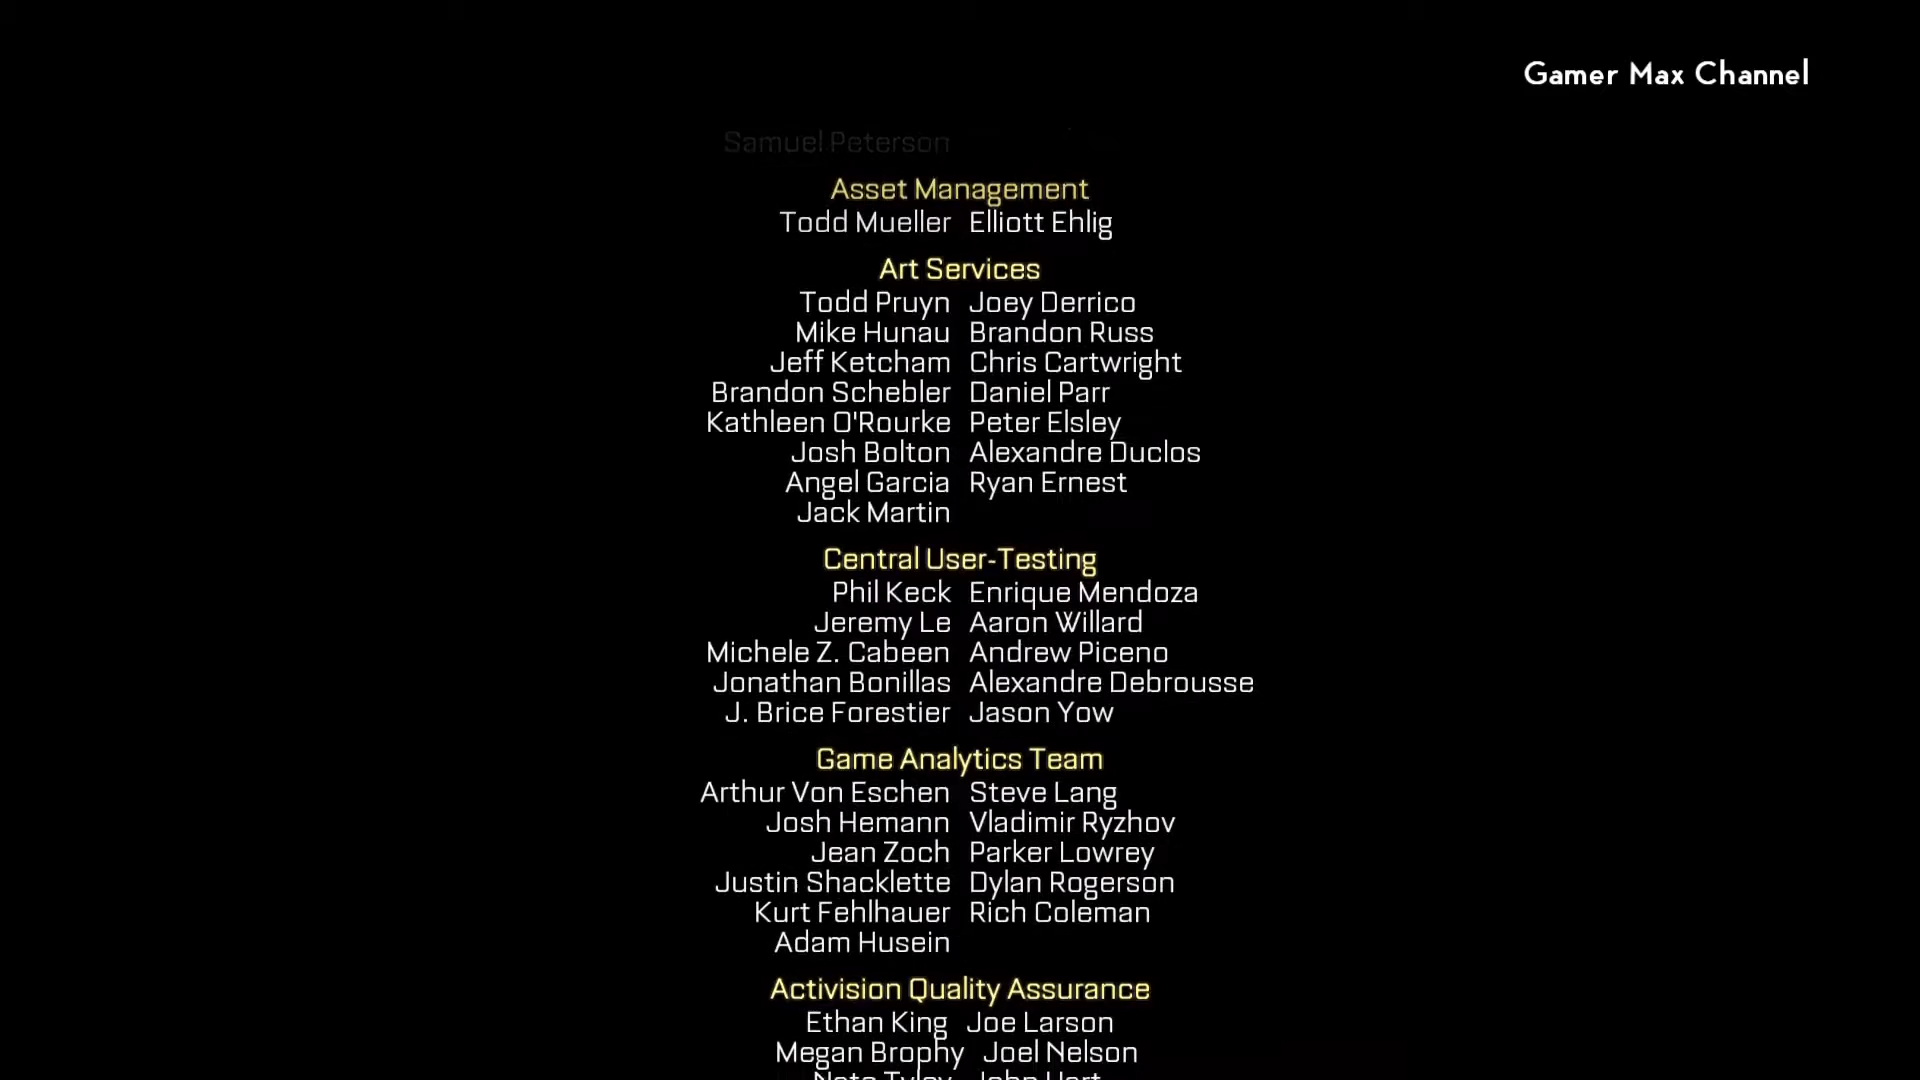 Gamer Max Channel
Samuel Peterson
Asset Management
Todd Mueller Elliott Ehlig
Art Services
Todd Pruyn Joey Derrico
Mike Hunau Brandon Russ
Jeff Ketcham Chris Cartwright
Brandon Schebler Daniel Parr
Kathleen O'Rourke Peter Elsley
Josh Bolton Alexandre Duclos
Angel Garcia Ryan Ernest
Jack Martin
Central User-Testing
Phil Keck Enrique Mendoza
Jeremy Le Aaron Willard
Michele Z. Cabeen Andrew Piceno
Jonathan Bonillas Alexandre Debrousse
J. Brice Forestier Jason Yow
Game Analytics Team
Arthur Von Eschen Steve Lang
Josh Hemann Vladimir Ryzhov
Jean Zoch Parker Lowrey
Justin Shacklette Dylan Rogerson
Kurt Fehlhauer Rich Coleman
Adam Husein
Activision Quality Assurance
Ethan King Joe Larson
Megan Brophy Joel Nelson